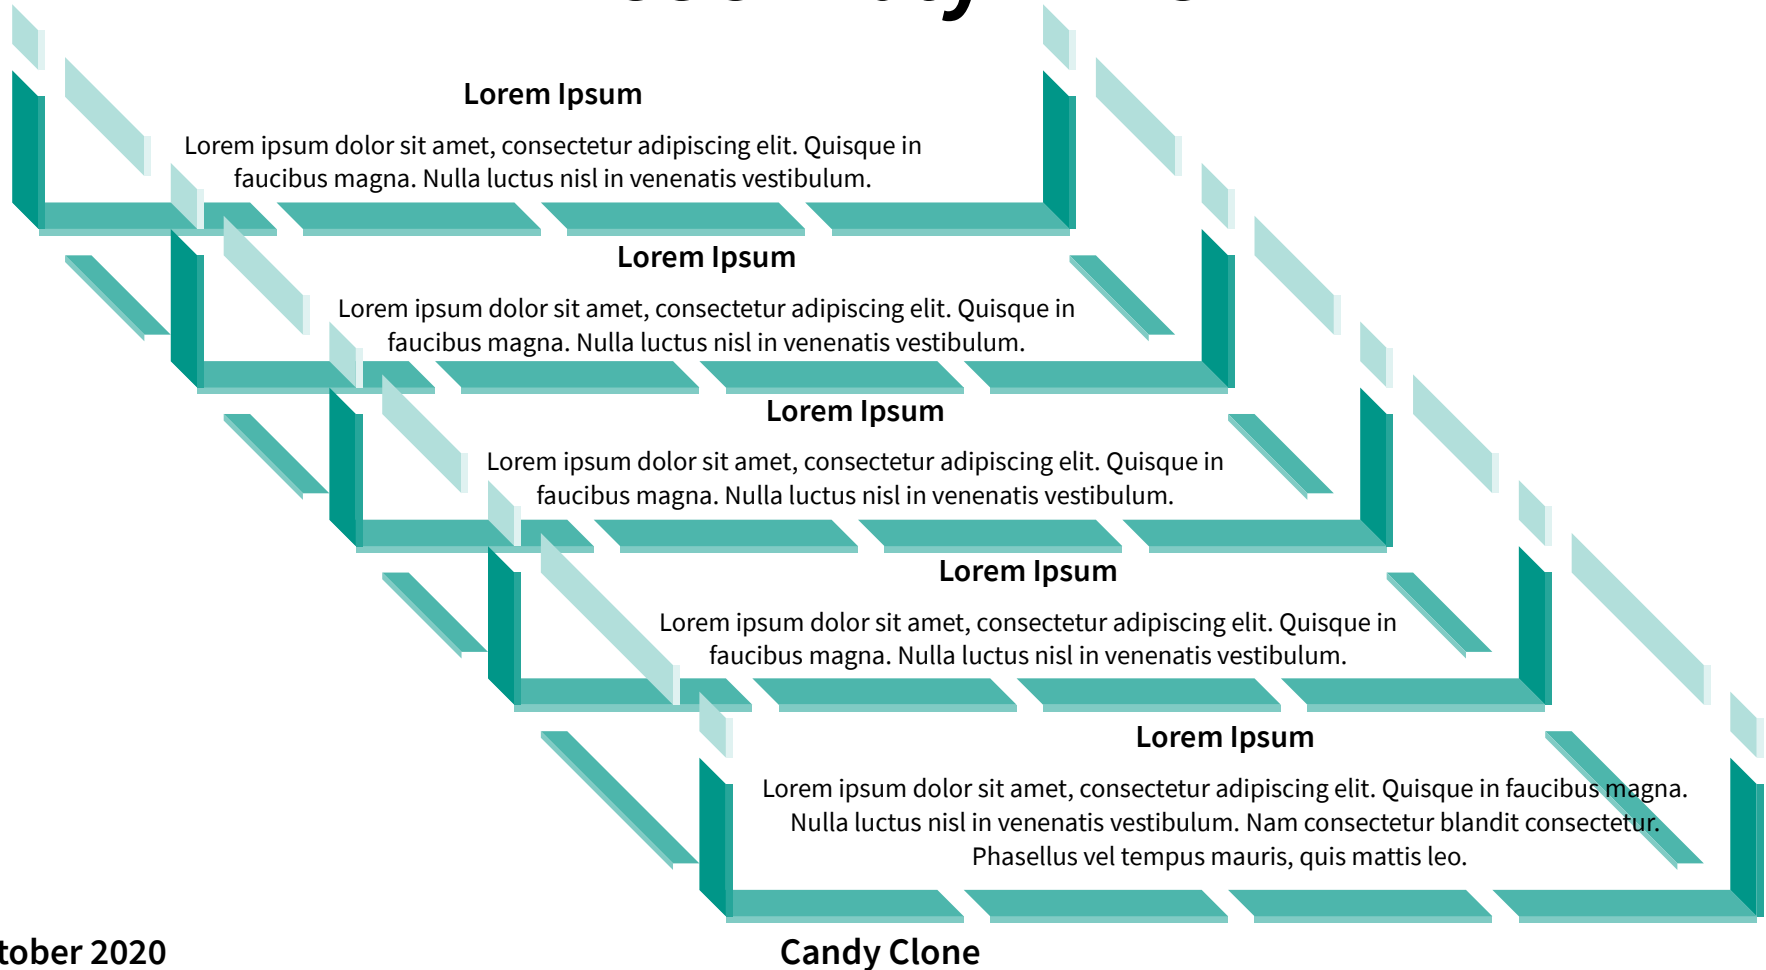 Lorem Ipsum
Lorem ipsum dolor sit amet, consectetur adipiscing elit. Quisque in
faucibus magna. Nulla luctus nisl in venenatis vestibulum.
Lorem Ipsum
Lorem ipsum dolor sit amet, consectetur adipiscing elit. Quisque in
faucibus magna. Nulla luctus nisl in venenatis vestibulum.
Lorem Ipsum
Lorem ipsum dolor sit amet, consectetur adipiscing elit. Quisque in
faucibus magna. Nulla luctus nisl in venenatis vestibulum.
Lorem Ipsum
Lorem ipsum dolor sit amet, consectetur adipiscing elit. Quisque in
faucibus magna. Nulla luctus nisl in venenatis vestibulum.
Lorem Ipsum
Lorem ipsum dolor sit amet, consectetur adipiscing elit. Quisque in faucibus magna.
Nulla luctus nisl in venenatis vestibulum. Nam consectetur blandit consectetur.
Phasellus vel tempus mauris, quis mattis leo.
tober 2020
Candy Clone